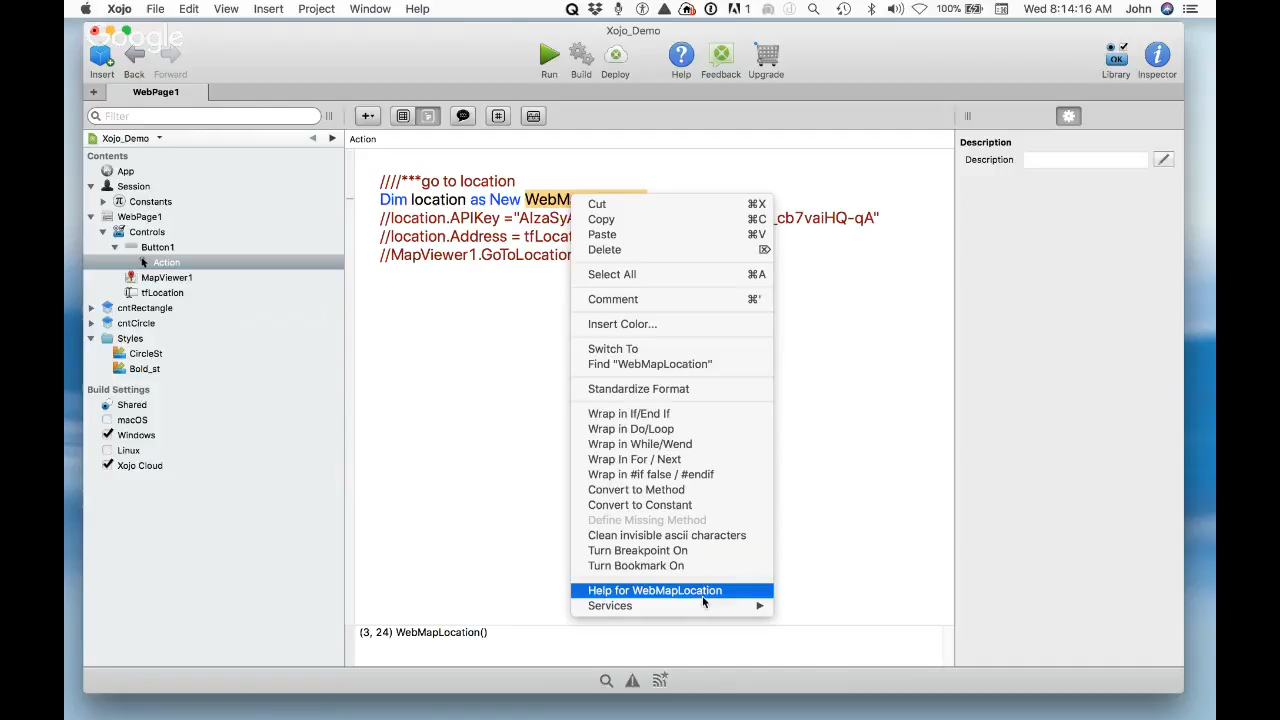 Xojo File Edit View Insert Project Window Help
1 100% Wed 8:14:16 AM John
Google
Xojo_Demo
Insert Back Forward Run Build Deploy Help Feedback Upgrade OK Library Inspector
+ WebPage1
Filter
Xojo_Demo
Action
Description
Description
Contents
App
Session
Constants
WebPage1
Controls
Button1
Action
MapViewer1
tfLocation
cntRectangle
cntCircle
Styles
CircleSt
Bold_st
Build Settings
Shared
macOS
Windows
Linux
Xojo Cloud
////***go to location
Dim location as New WebM
//location.APIKey ="AIzaSyA
_cb7vaiHQ-qA"
//location.Address = tfLoca
//MapViewer1.GoToLocation
Cut ⌘X
Copy ⌘C
Paste ⌘V
Delete ⌦
Select All ⌘A
Comment ⌘'
Insert Color...
Switch To
Find "WebMapLocation"
Standardize Format
Wrap in If/End If
Wrap in Do/Loop
Wrap in While/Wend
Wrap In For / Next
Wrap in #if false / #endif
Convert to Method
Convert to Constant
Define Missing Method
Clean invisible ascii characters
Turn Breakpoint On
Turn Bookmark On
Help for WebMapLocation
Services
(3, 24) WebMapLocation()